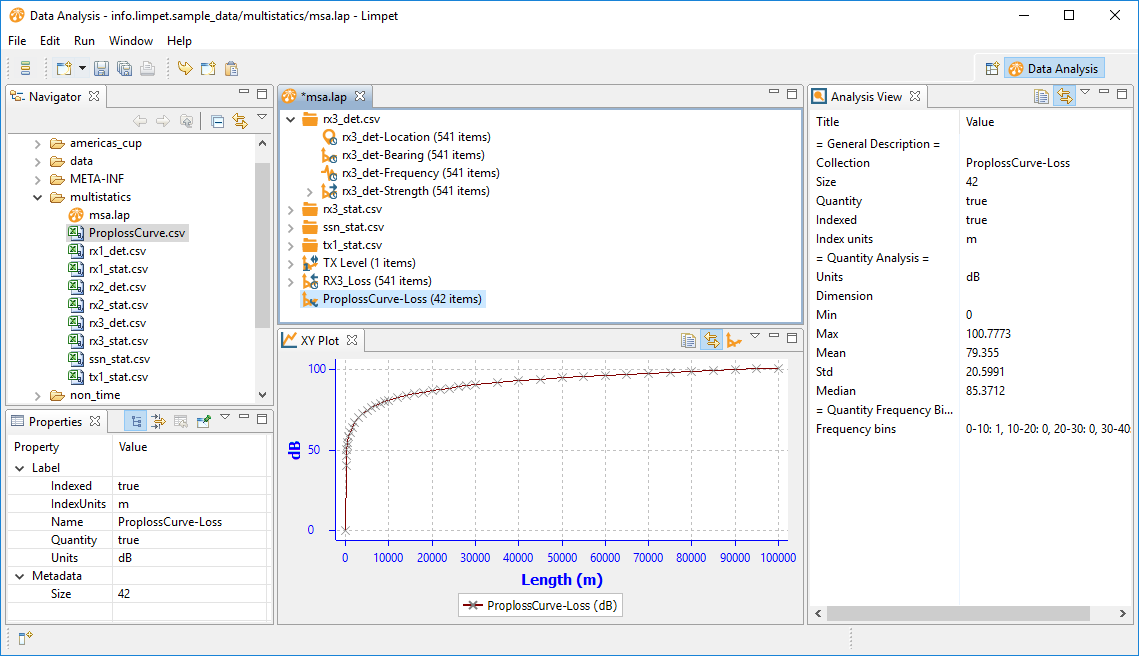 Data Analysis - info.limpet.sample_data/multistatics/msa.lap - Limpet
File Edit Run Window Help
Data Analysis
Navigator
americas_cup
data
META-INF
multistatics
msa.lap
ProplossCurve.csv
rx1_det.csv
rx1_stat.csv
rx2_det.csv
rx2_stat.csv
rx3_det.csv
rx3_stat.csv
ssn_stat.csv
tx1_stat.csv
non_time
Properties
Property Value
Label
Indexed true
IndexUnits m
Name ProplossCurve-Loss
Quantity true
Units dB
Metadata
Size 42
*msa.lap
rx3_det.csv
rx3_det-Location (541 items)
rx3_det-Bearing (541 items)
rx3_det-Frequency (541 items)
rx3_det-Strength (541 items)
rx3_stat.csv
ssn_stat.csv
tx1_stat.csv
TX Level (1 items)
RX3_Loss (541 items)
ProplossCurve-Loss (42 items)
XY Plot
100
50
0
dB
0 10000 20000 30000 40000 50000 60000 70000 80000 90000 100000
Length (m)
ProplossCurve-Loss (dB)
Analysis View
Title Value
= General Description =
Collection ProplossCurve-Loss
Size 42
Quantity true
Indexed true
Index units m
= Quantity Analysis =
Units dB
Dimension
Min 0
Max 100.7773
Mean 79.355
Std 20.5991
Median 85.3712
= Quantity Frequency Bi...
Frequency bins 0-10: 1, 10-20: 0, 20-30: 0, 30-40: